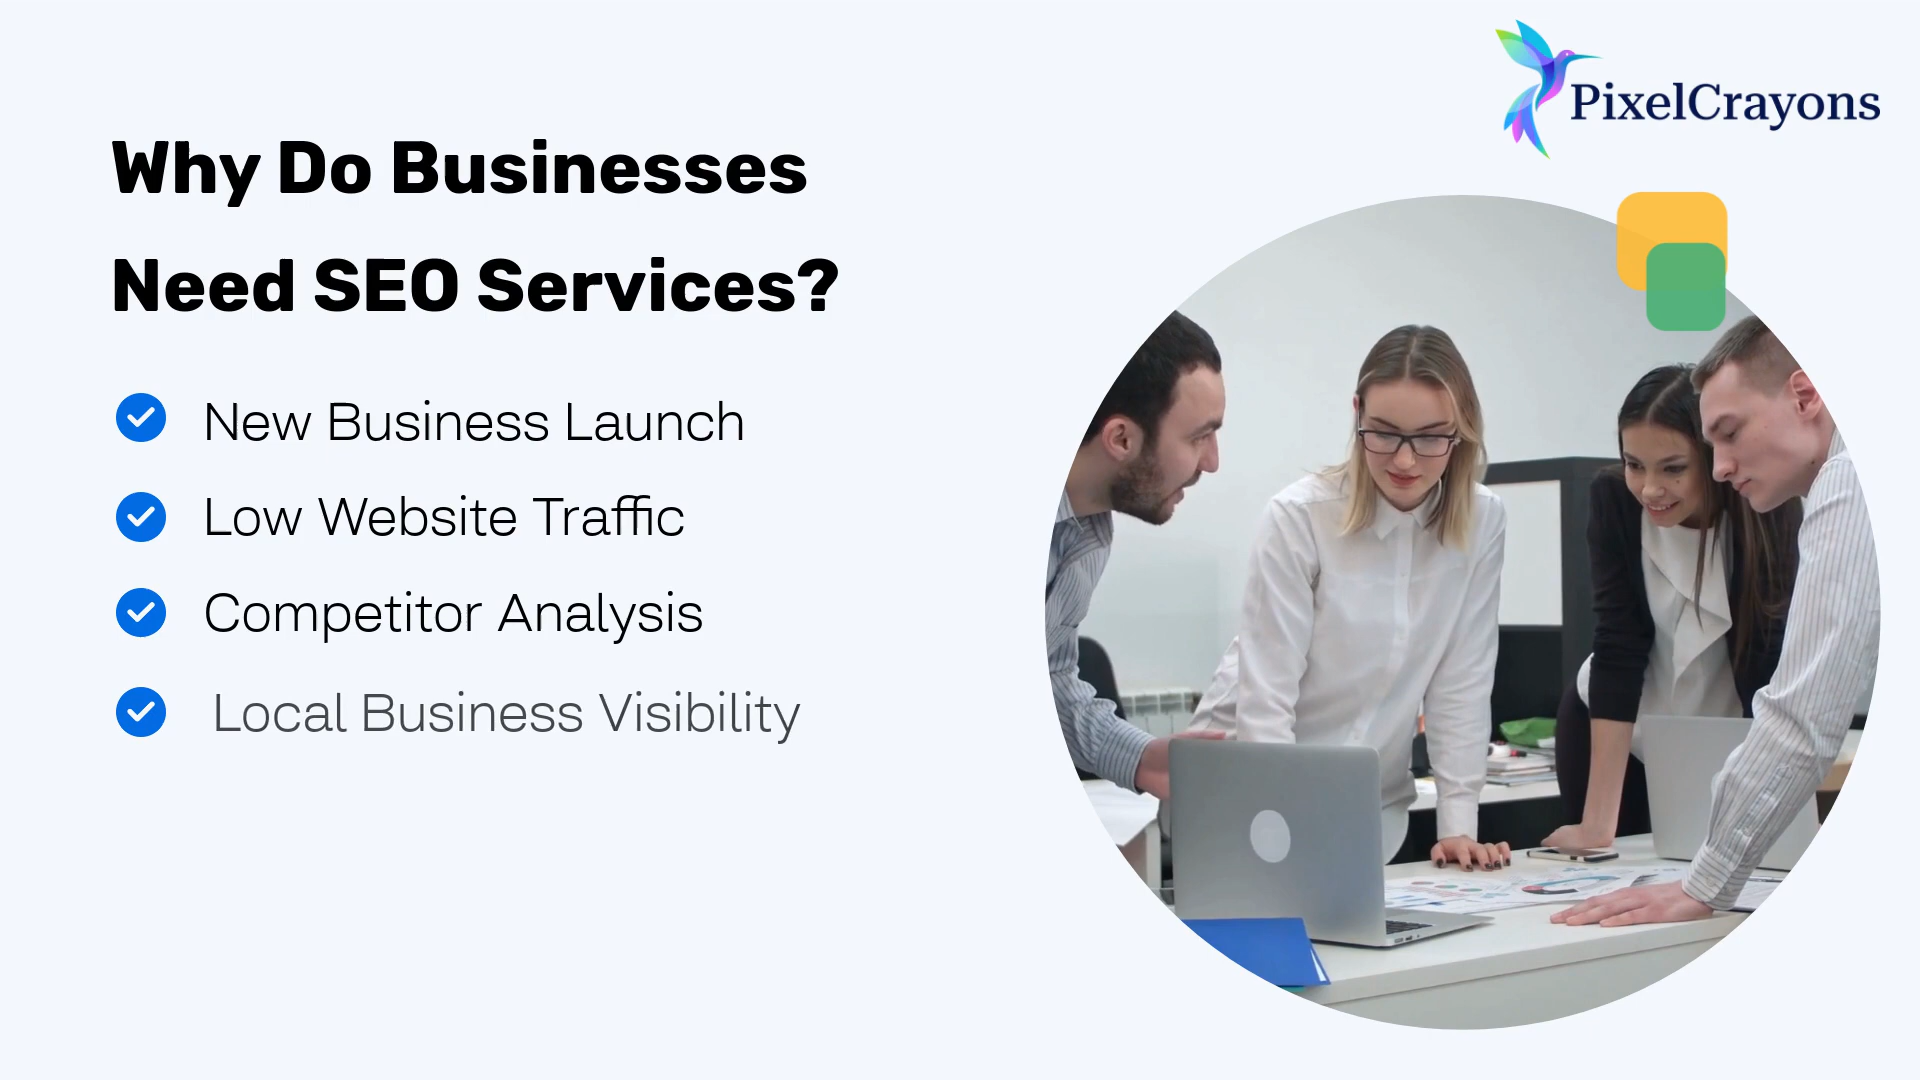 PixelCrayons
Why Do Businesses
Need SEO Services?
New Business Launch
Low Website Traffic
Competitor Analysis
Local Business Visibility